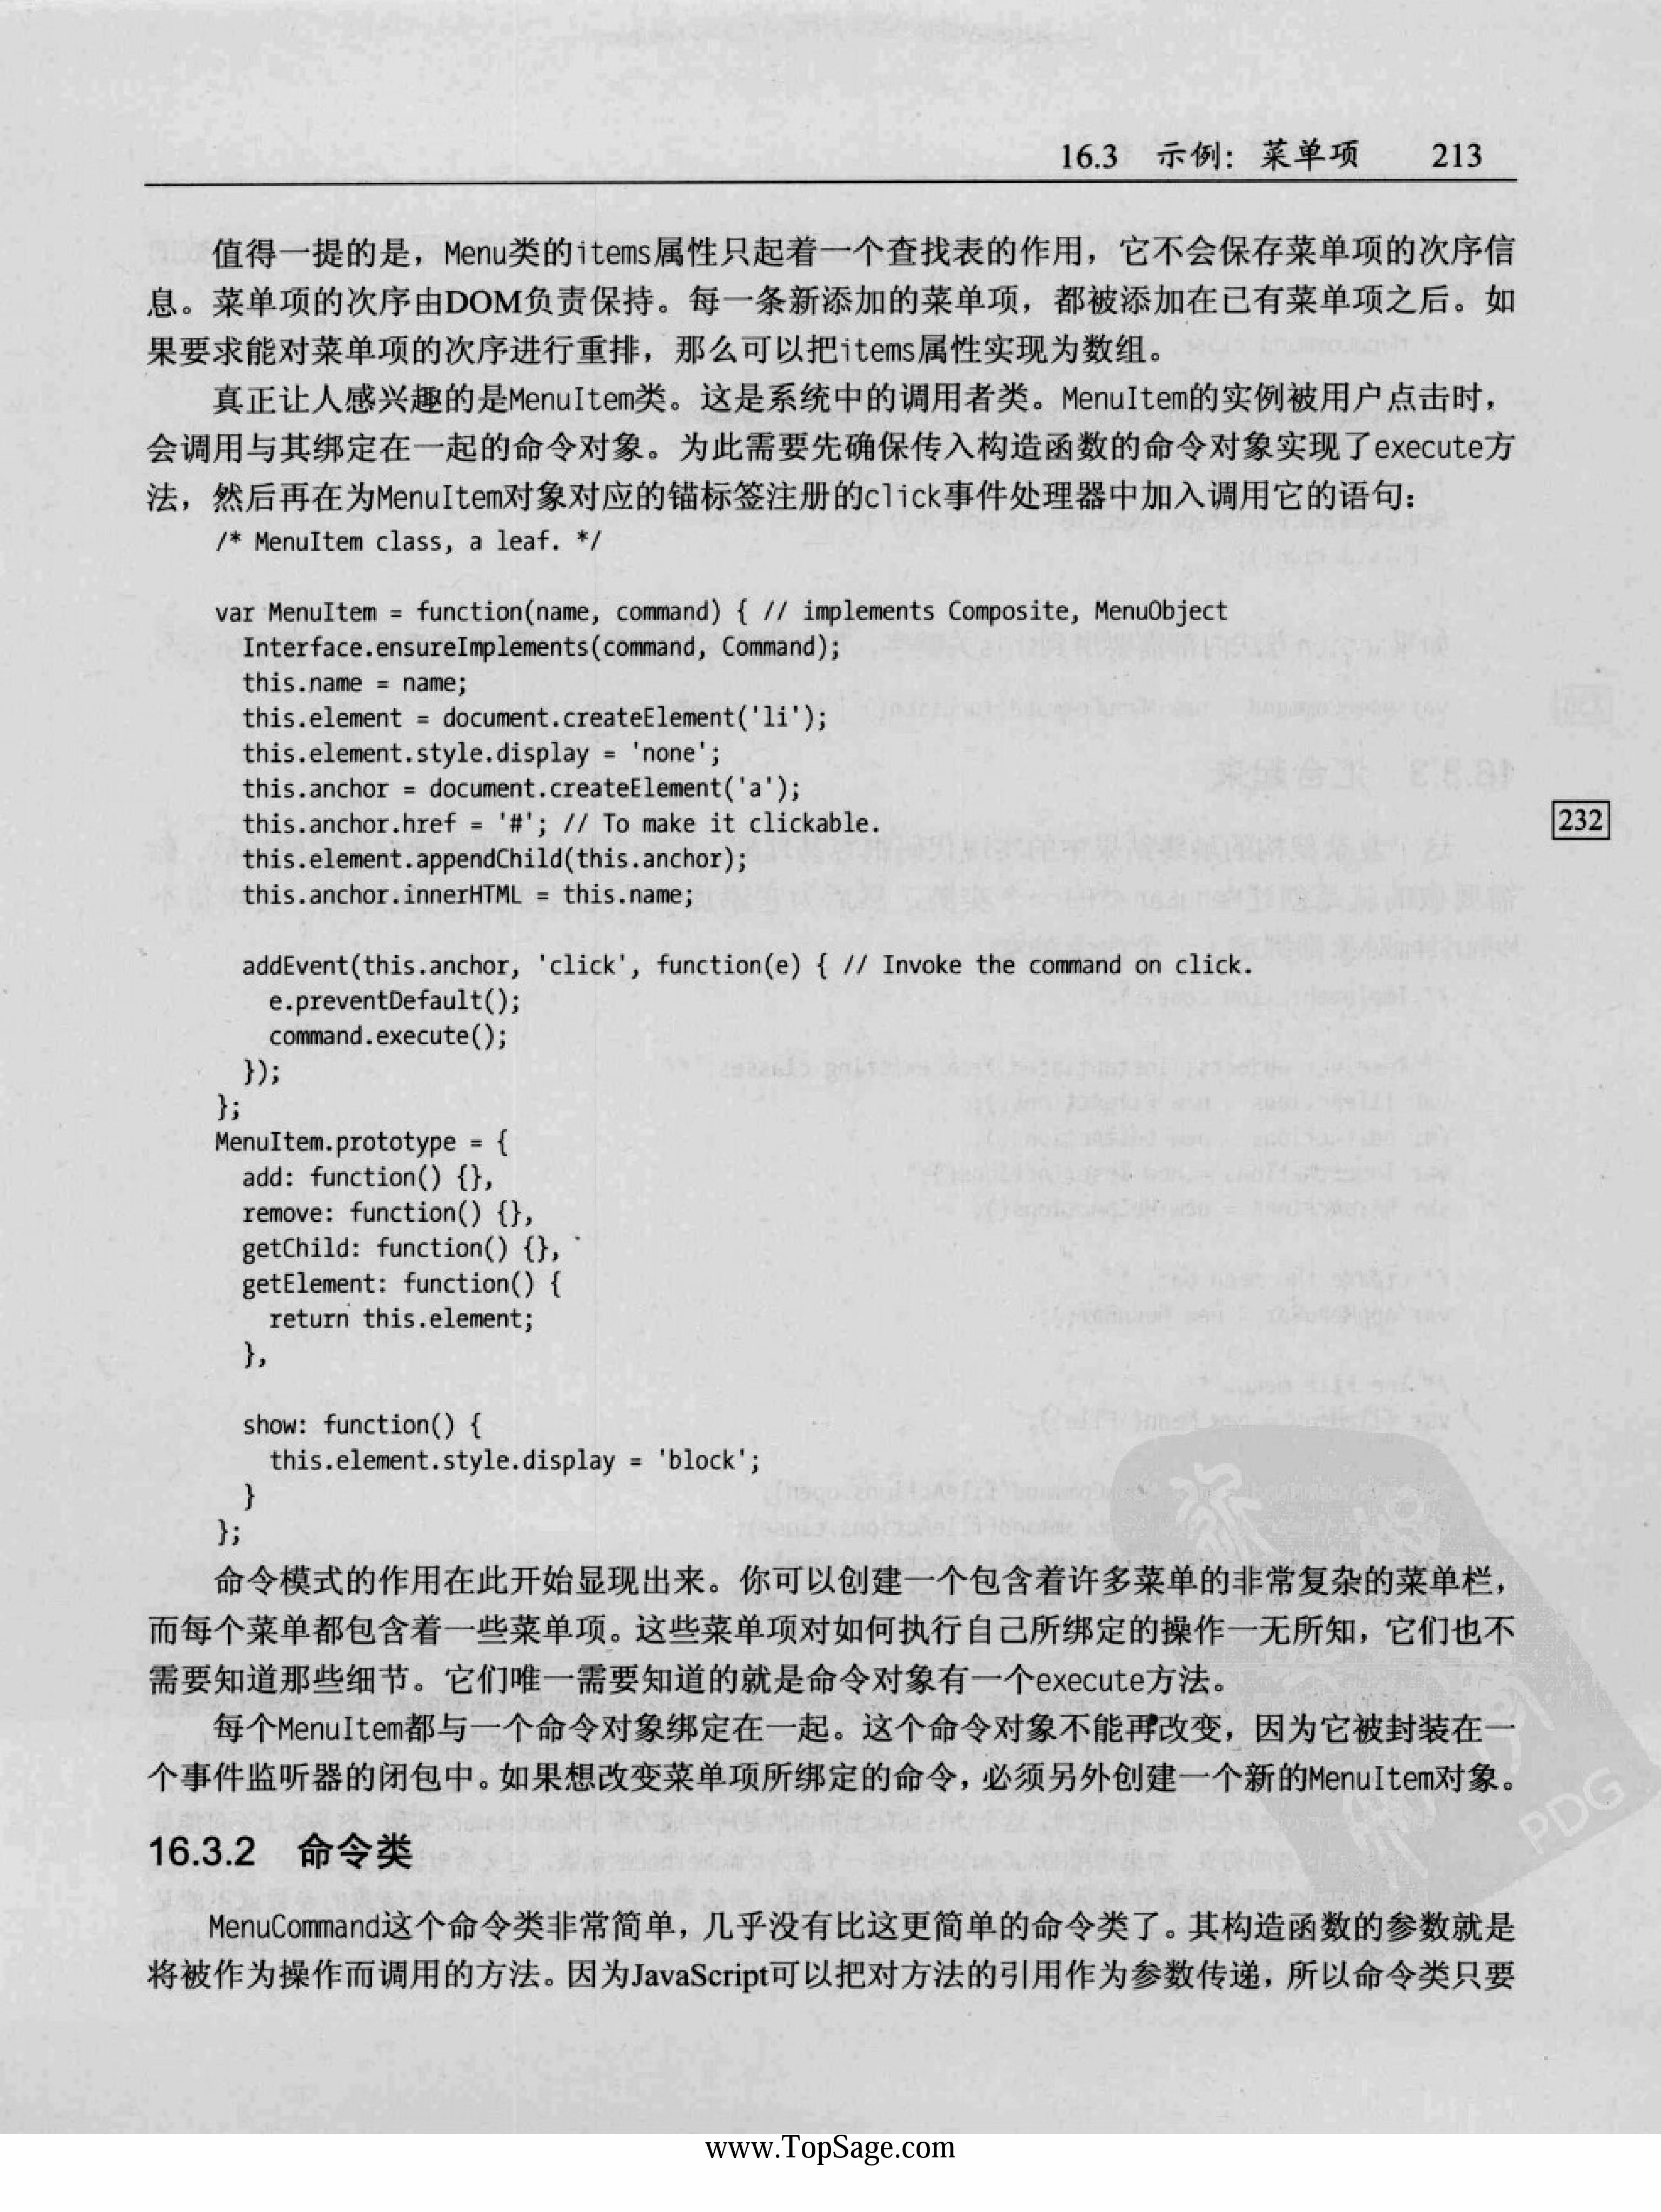 16.3 示例：菜单项 213
值得一提的是，Menu类的items属性只起着一个查找表的作用，它不会保存菜单项的次序信
息。菜单项的次序由DOM负责保持。每一条新添加的菜单项，都被添加在已有菜单项之后。如
果要求能对菜单项的次序进行重排，那么可以把items属性实现为数组。
真正让人感兴趣的是MenuItem类。这是系统中的调用者类。MenuItem的实例被用户点击时，
会调用与其绑定在一起的命令对象。为此需要先确保传入构造函数的命令对象实现了execute方
法，然后再在为MenuItem对象对应的锚标签注册的click事件处理器中加入调用它的语句：
/* MenuItem class, a leaf. */
var MenuItem = function(name, command) { // implements Composite, MenuObject
Interface.ensureImplements(command, Command);
this.name = name;
this.element = document.createElement('li');
this.element.style.display = 'none';
this.anchor = document.createElement('a');
this.anchor.href = '#'; // To make it clickable.
232
this.element.appendChild(this.anchor);
this.anchor.innerHTML = this.name;
addEvent(this.anchor, 'click', function(e) { // Invoke the command on click.
e.preventDefault();
command.execute();
});
};
MenuItem.prototype = {
add: function() {},
remove: function() {},
getChild: function() {},
getElement: function() {
return this.element;
},
show: function() {
this.element.style.display = 'block';
}
};
命令模式的作用在此开始显现出来。你可以创建一个包含着许多菜单的非常复杂的菜单栏，
而每个菜单都包含着一些菜单项。这些菜单项对如何执行自己所绑定的操作一无所知，它们也不
需要知道那些细节。它们唯一需要知道的就是命令对象有一个execute方法。
每个MenuItem都与一个命令对象绑定在一起。这个命令对象不能再改变，因为它被封装在一
个事件监听器的闭包中。如果想改变菜单项所绑定的命令，必须另外创建一个新的MenuItem对象。
PDG
16.3.2 命令类
MenuCommand这个命令类非常简单，几乎没有比这更简单的命令类了。其构造函数的参数就是
将被作为操作而调用的方法。因为JavaScript可以把对方法的引用作为参数传递，所以命令类只要
www.TopSage.com